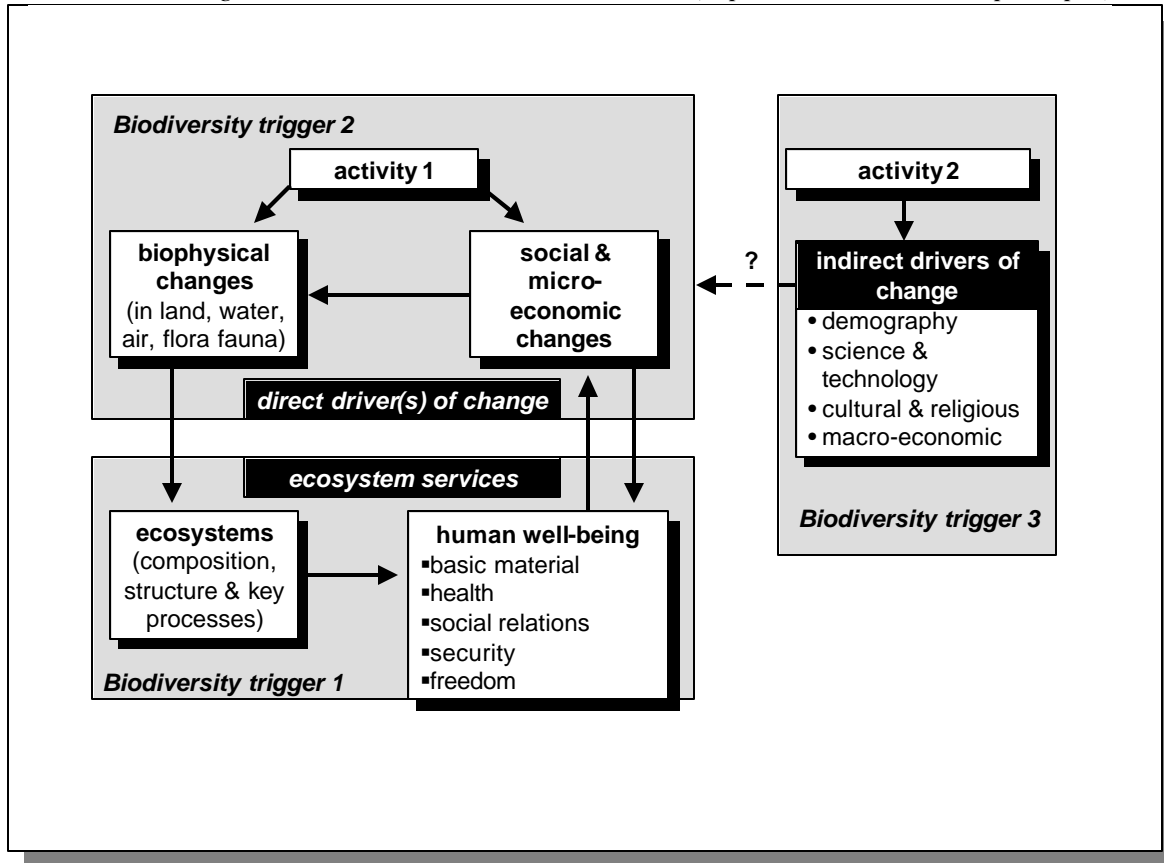 Biodiversity trigger 2
activity 1
biophysical
changes
(in land, water,
air, flora fauna)
social &
micro-
economic
changes
direct driver(s) of change
?
activity 2
indirect drivers of
change
• demography
• science &
technology
• cultural & religious
• macro-economic
Biodiversity trigger 3
ecosystem services
ecosystems
(composition,
structure & key
processes)
human well-being
▪basic material
▪health
▪social relations
▪security
▪freedom
Biodiversity trigger 1